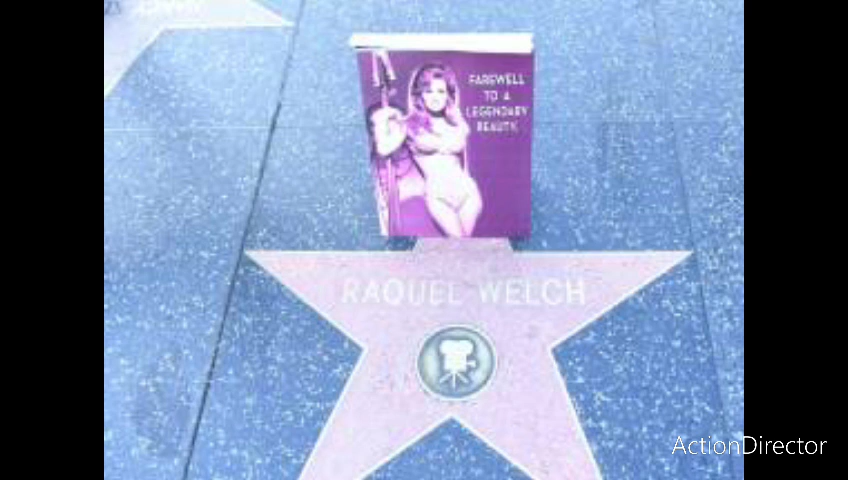 FAREWELL
TO A
LEGENDARY
BEAUTY
RAQUEL WELCH
ActionDirector